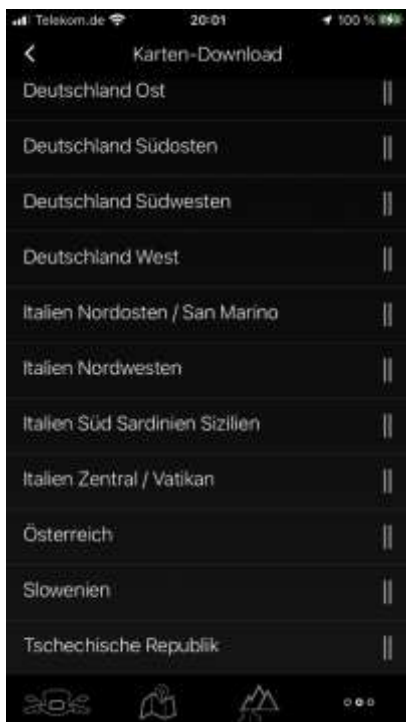 Telekom.de 20:01 100 %
Karten-Download
Deutschland Ost
Deutschland Südosten
Deutschland Südwesten
Deutschland West
Italien Nordosten / San Marino
Italien Nordwesten
Italien Süd Sardinien Sizilien
Italien Zentral / Vatikan
Österreich
Slowenien
Tschechische Republik